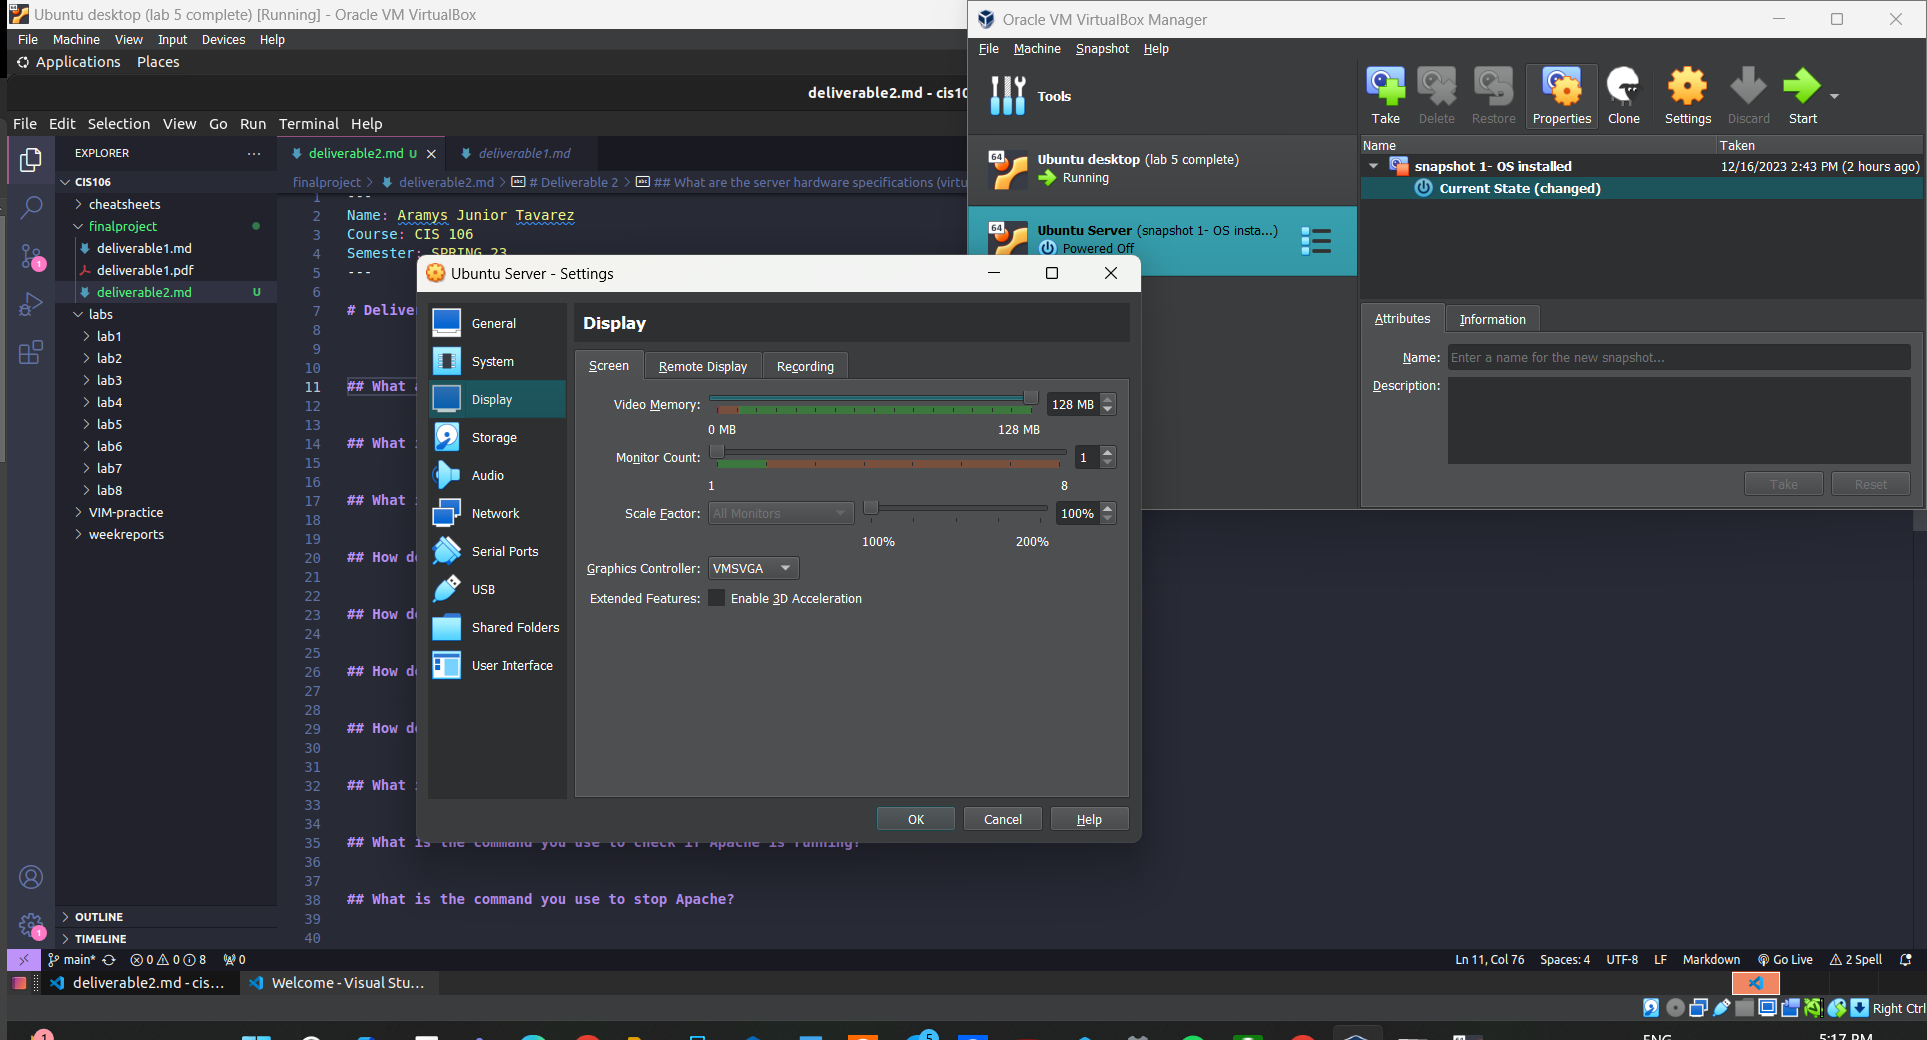 Ubuntu desktop (lab 5 complete) [Running] - Oracle VM VirtualBox
File Machine View Input Devices Help
Applications Places
deliverable2.md - cis10
File Edit Selection View Go Run Terminal Help
EXPLORER
CIS106
cheatsheets
finalproject
deliverable1.md
deliverable1.pdf
deliverable2.md U
labs
lab1
lab2
lab3
lab4
lab5
lab6
lab7
lab8
VIM-practice
weekreports
OUTLINE
TIMELINE
1
1
deliverable2.md U
deliverable1.md
finalproject > deliverable2.md > # Deliverable 2 > ## What are the server hardware specifications (virtu
1 ---
2 Name: Aramys Junior Tavarez
3 Course: CIS 106
4 Semester: SPRING 23
5 ---
6
7 # Deliver
8
9
10
11 ## What a
12
13
14 ## What i
15
16
17 ## What i
18
19
20 ## How do
21
22
23 ## How do
24
25
26 ## How do
27
28
29 ## How do
30
31
32 ## What i
33
34
35 ## What is the command you use to check if Apache is running?
36
37
38 ## What is the command you use to stop Apache?
39
40
main* 0 0 8 0
Ln 11, Col 76 Spaces: 4 UTF-8 LF Markdown Go Live 2 Spell
deliverable2.md - cis...
Welcome - Visual Stu...
Right Ctrl
Oracle VM VirtualBox Manager
File Machine Snapshot Help
Tools
64
Ubuntu desktop (lab 5 complete)
Running
64
Ubuntu Server (snapshot 1- OS insta...)
Powered Off
Take Delete Restore Properties Clone Settings Discard Start
Name Taken
snapshot 1- OS installed 12/16/2023 2:43 PM (2 hours ago)
Current State (changed)
Attributes Information
Name: Enter a name for the new snapshot...
Description:
Take Reset
Ubuntu Server - Settings
General
System
Display
Storage
Audio
Network
Serial Ports
USB
Shared Folders
User Interface
Display
Screen Remote Display Recording
Video Memory: 128 MB
0 MB 128 MB
Monitor Count: 1
1 8
Scale Factor: All Monitors 100%
100% 200%
Graphics Controller: VMSVGA
Extended Features: Enable 3D Acceleration
OK Cancel Help
1
5
ENG
5:17 PM